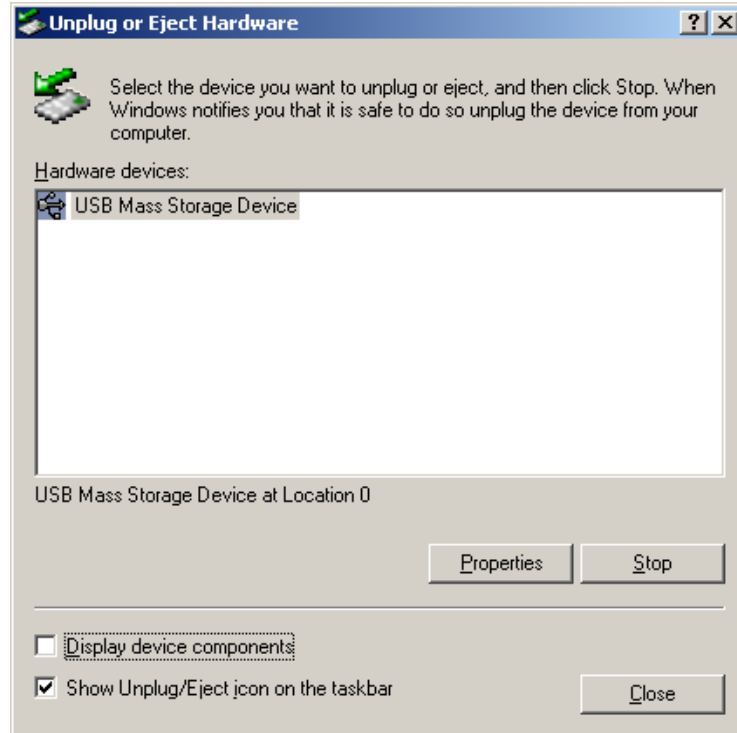 Unplug or Eject Hardware
Select the device you want to unplug or eject, and then click Stop. When
Windows notifies you that it is safe to do so unplug the device from your
computer.
Hardware devices:
USB Mass Storage Device
USB Mass Storage Device at Location 0
Properties Stop
Display device components
Show Unplug/Eject icon on the taskbar
Close